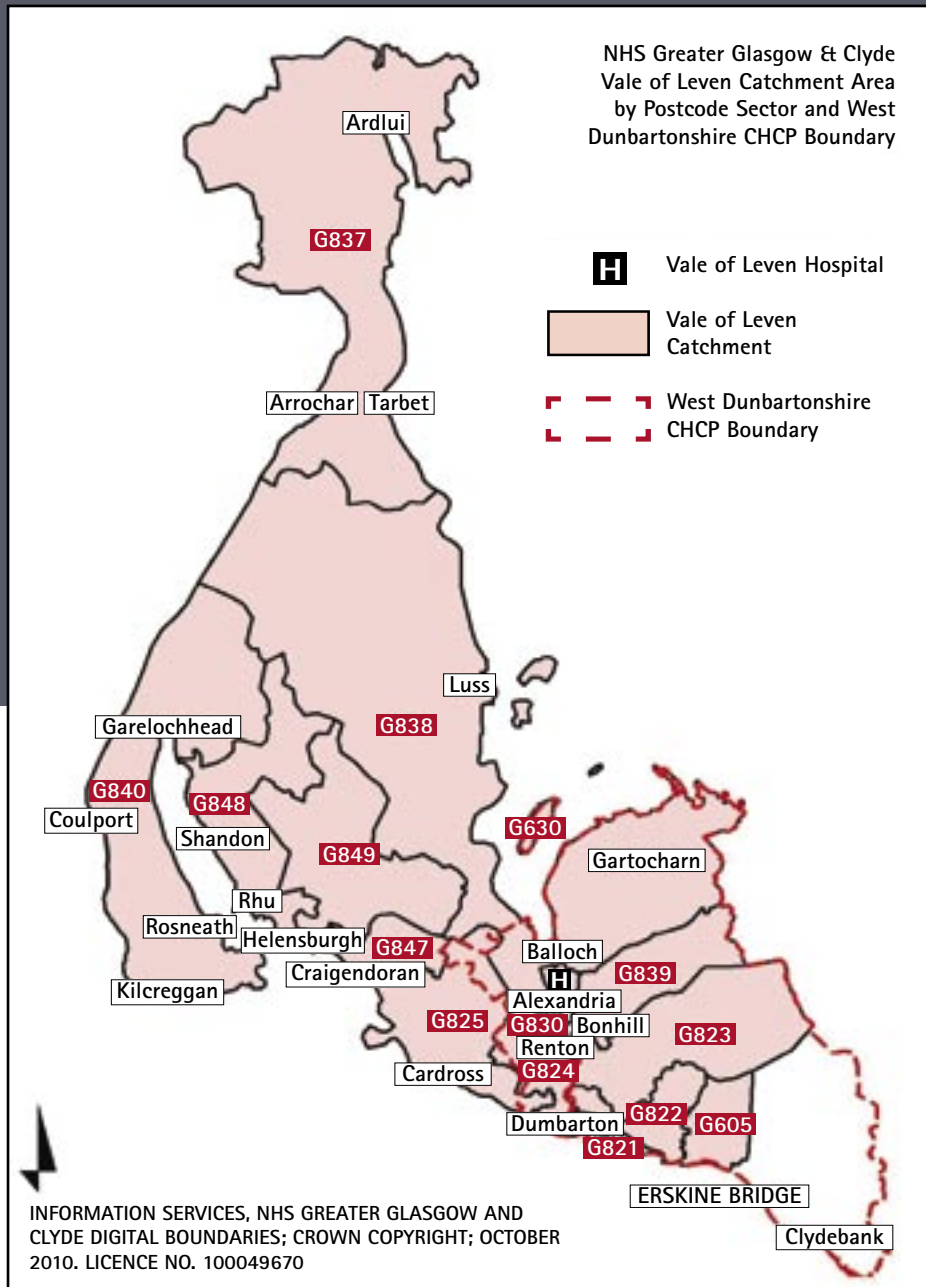 NHS Greater Glasgow & Clyde
Vale of Leven Catchment Area
by Postcode Sector and West
Dunbartonshire CHCP Boundary
Ardlui
G837
H
Vale of Leven Hospital
Vale of Leven
Catchment
Arrochar
Tarbet
West Dunbartonshire
CHCP Boundary
Luss
G838
Garelochhead
G840
Coulport
G848
Shandon
G630
G849
Gartocharn
Rhu
Rosneath
Helensburgh
G847
Balloch
Craigendoran
G839
H
Kilcreggan
Alexandria
G825
G830
Bonhill
G823
Renton
Cardross
G824
G822
G605
Dumbarton
G821
ERSKINE BRIDGE
Clydebank
INFORMATION SERVICES, NHS GREATER GLASGOW AND
CLYDE DIGITAL BOUNDARIES; CROWN COPYRIGHT; OCTOBER
2010. LICENCE NO. 100049670